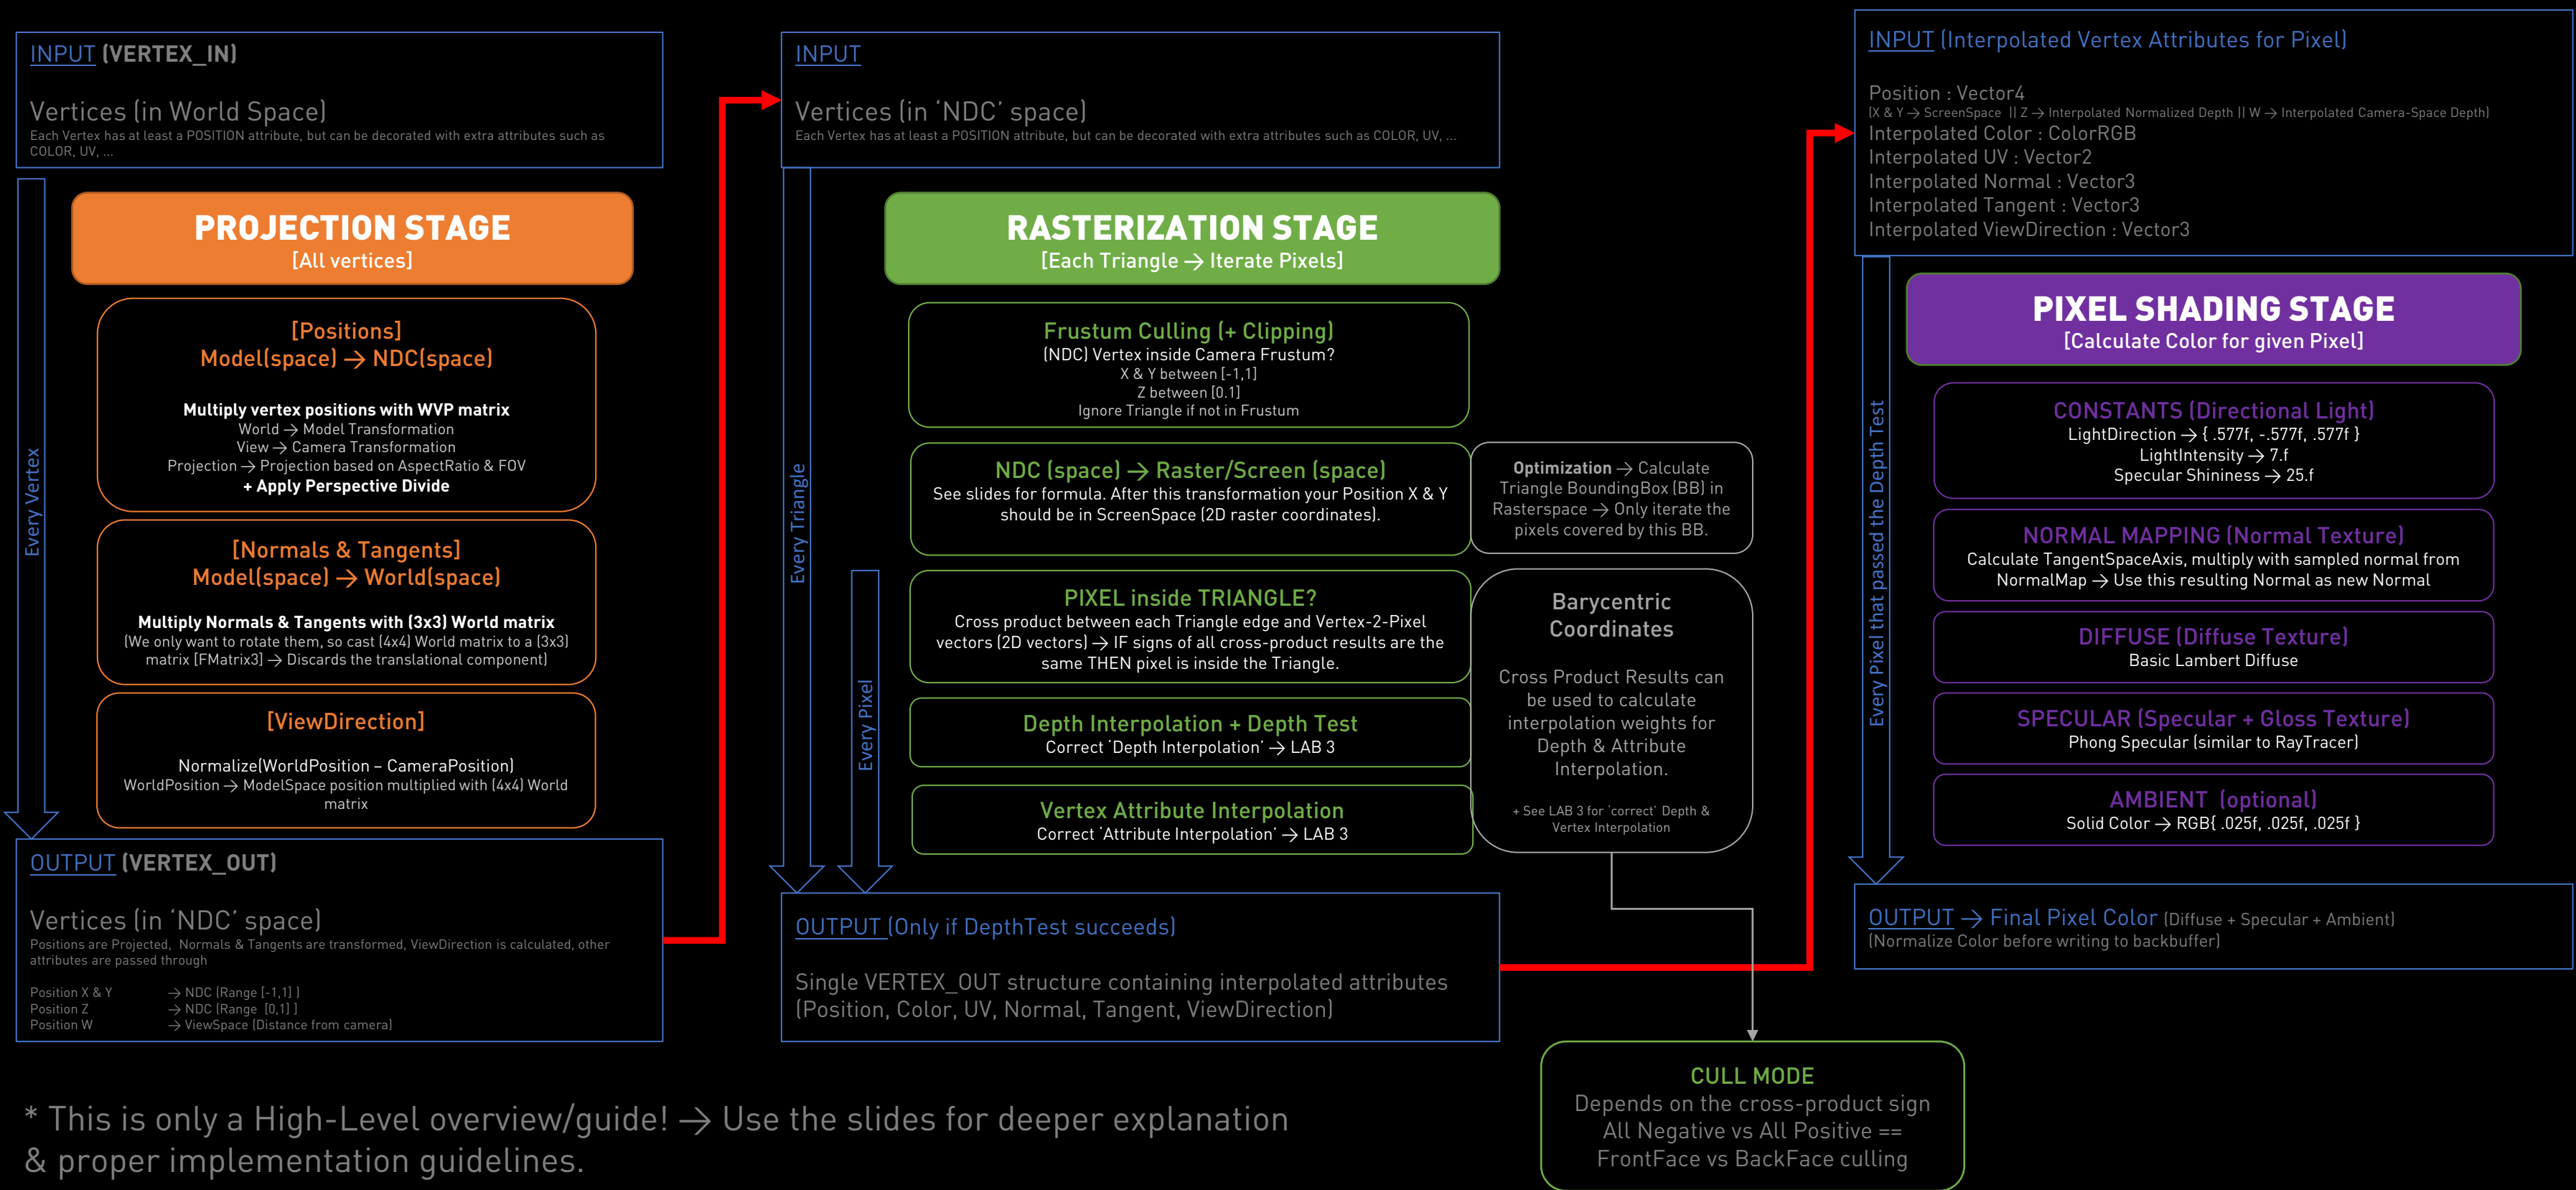 INPUT (VERTEX_IN)
Vertices (in World Space)
Each Vertex has at least a POSITION attribute, but can be decorated with extra attributes such as
COLOR, UV, ...
Every Vertex
PROJECTION STAGE
[All vertices]
[Positions]
Model(space) → NDC(space)
Multiply vertex positions with WVP matrix
World → Model Transformation
View → Camera Transformation
Projection → Projection based on AspectRatio & FOV
+ Apply Perspective Divide
[Normals & Tangents]
Model(space) → World(space)
Multiply Normals & Tangents with (3x3) World matrix
(We only want to rotate them, so cast (4x4) World matrix to a (3x3)
matrix [FMatrix3] → Discards the translational component)
[ViewDirection]
Normalize(WorldPosition – CameraPosition)
WorldPosition → ModelSpace position multiplied with (4x4) World
matrix
OUTPUT (VERTEX_OUT)
Vertices (in ‘NDC’ space)
Positions are Projected, Normals & Tangents are transformed, ViewDirection is calculated, other
attributes are passed through
Position X & Y → NDC (Range [-1,1] )
Position Z → NDC (Range [0,1] ]
Position W → ViewSpace (Distance from camera)
INPUT
Vertices (in ‘NDC’ space)
Each Vertex has at least a POSITION attribute, but can be decorated with extra attributes such as COLOR, UV, ...
Every Triangle
RASTERIZATION STAGE
[Each Triangle → Iterate Pixels]
Frustum Culling (+ Clipping)
(NDC) Vertex inside Camera Frustum?
X & Y between [-1,1]
Z between [0.1]
Ignore Triangle if not in Frustum
NDC (space) → Raster/Screen (space)
See slides for formula. After this transformation your Position X & Y
should be in ScreenSpace (2D raster coordinates).
Optimization → Calculate
Triangle BoundingBox (BB) in
Rasterspace → Only iterate the
pixels covered by this BB.
Every Pixel
PIXEL inside TRIANGLE?
Cross product between each Triangle edge and Vertex-2-Pixel
vectors (2D vectors) → IF signs of all cross-product results are the
same THEN pixel is inside the Triangle.
Depth Interpolation + Depth Test
Correct ‘Depth Interpolation’ → LAB 3
Vertex Attribute Interpolation
Correct ‘Attribute Interpolation’ → LAB 3
Barycentric
Coordinates
Cross Product Results can
be used to calculate
interpolation weights for
Depth & Attribute
Interpolation.
+ See LAB 3 for ‘correct’ Depth &
Vertex Interpolation
OUTPUT (Only if DepthTest succeeds)
Single VERTEX_OUT structure containing interpolated attributes
(Position, Color, UV, Normal, Tangent, ViewDirection)
CULL MODE
Depends on the cross-product sign
All Negative vs All Positive ==
FrontFace vs BackFace culling
INPUT (Interpolated Vertex Attributes for Pixel)
Position : Vector4
(X & Y → ScreenSpace || Z → Interpolated Normalized Depth || W → Interpolated Camera-Space Depth)
Interpolated Color : ColorRGB
Interpolated UV : Vector2
Interpolated Normal : Vector3
Interpolated Tangent : Vector3
Interpolated ViewDirection : Vector3
Every Pixel that passed the Depth Test
PIXEL SHADING STAGE
[Calculate Color for given Pixel]
CONSTANTS (Directional Light)
LightDirection → { .577f, -.577f, .577f }
LightIntensity → 7.f
Specular Shininess → 25.f
NORMAL MAPPING (Normal Texture)
Calculate TangentSpaceAxis, multiply with sampled normal from
NormalMap → Use this resulting Normal as new Normal
DIFFUSE (Diffuse Texture)
Basic Lambert Diffuse
SPECULAR (Specular + Gloss Texture)
Phong Specular (similar to RayTracer)
AMBIENT (optional)
Solid Color → RGB{ .025f, .025f, .025f }
OUTPUT → Final Pixel Color (Diffuse + Specular + Ambient)
(Normalize Color before writing to backbuffer)
* This is only a High-Level overview/guide! → Use the slides for deeper explanation
& proper implementation guidelines.